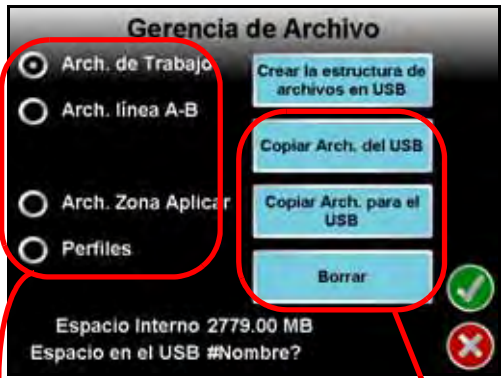 Gerencia de Archivo
Arch. de Trabajo
Arch. línea A-B
Arch. Zona Aplicar
Perfiles
Crear la estructura de
archivos en USB
Copiar Arch. del USB
Copiar Arch. para el
USB
Borrar
Espacio Interno 2779.00 MB
Espacio en el USB #Nombre?